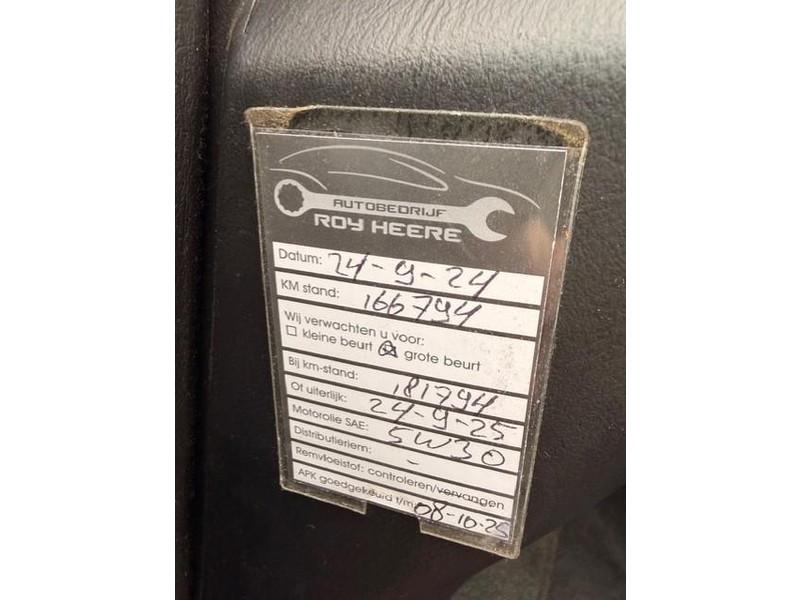 AUTOBEDRIJF
ROY HEERE
Datum: 24-9-24
KM stand: 166794
Wij verwachten u voor:
kleine beurt grote beurt
Bij km-stand: 181794
Of uiterlijk: 24-9-25
Motorolie SAE: 5W30
Distributieriem: -
Remvloeistof: controleren/vervangen
APK goedgekeurd t/m: 08-10-25